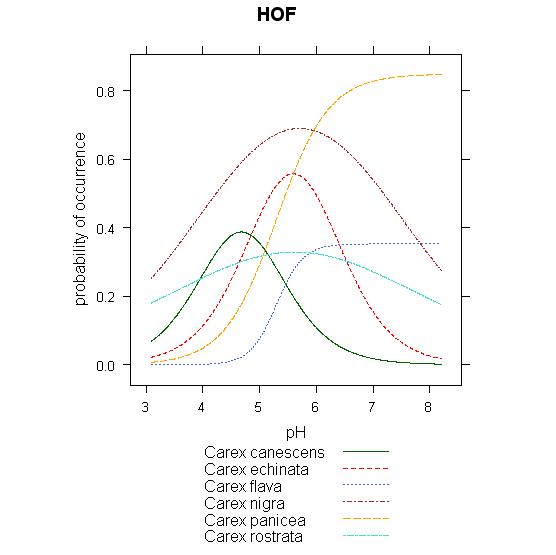 HOF
probability of occurrence
0.8
0.6
0.4
0.2
0.0
3 4 5 6 7 8
pH
Carex canescens
Carex echinata
Carex flava
Carex nigra
Carex panicea
Carex rostrata